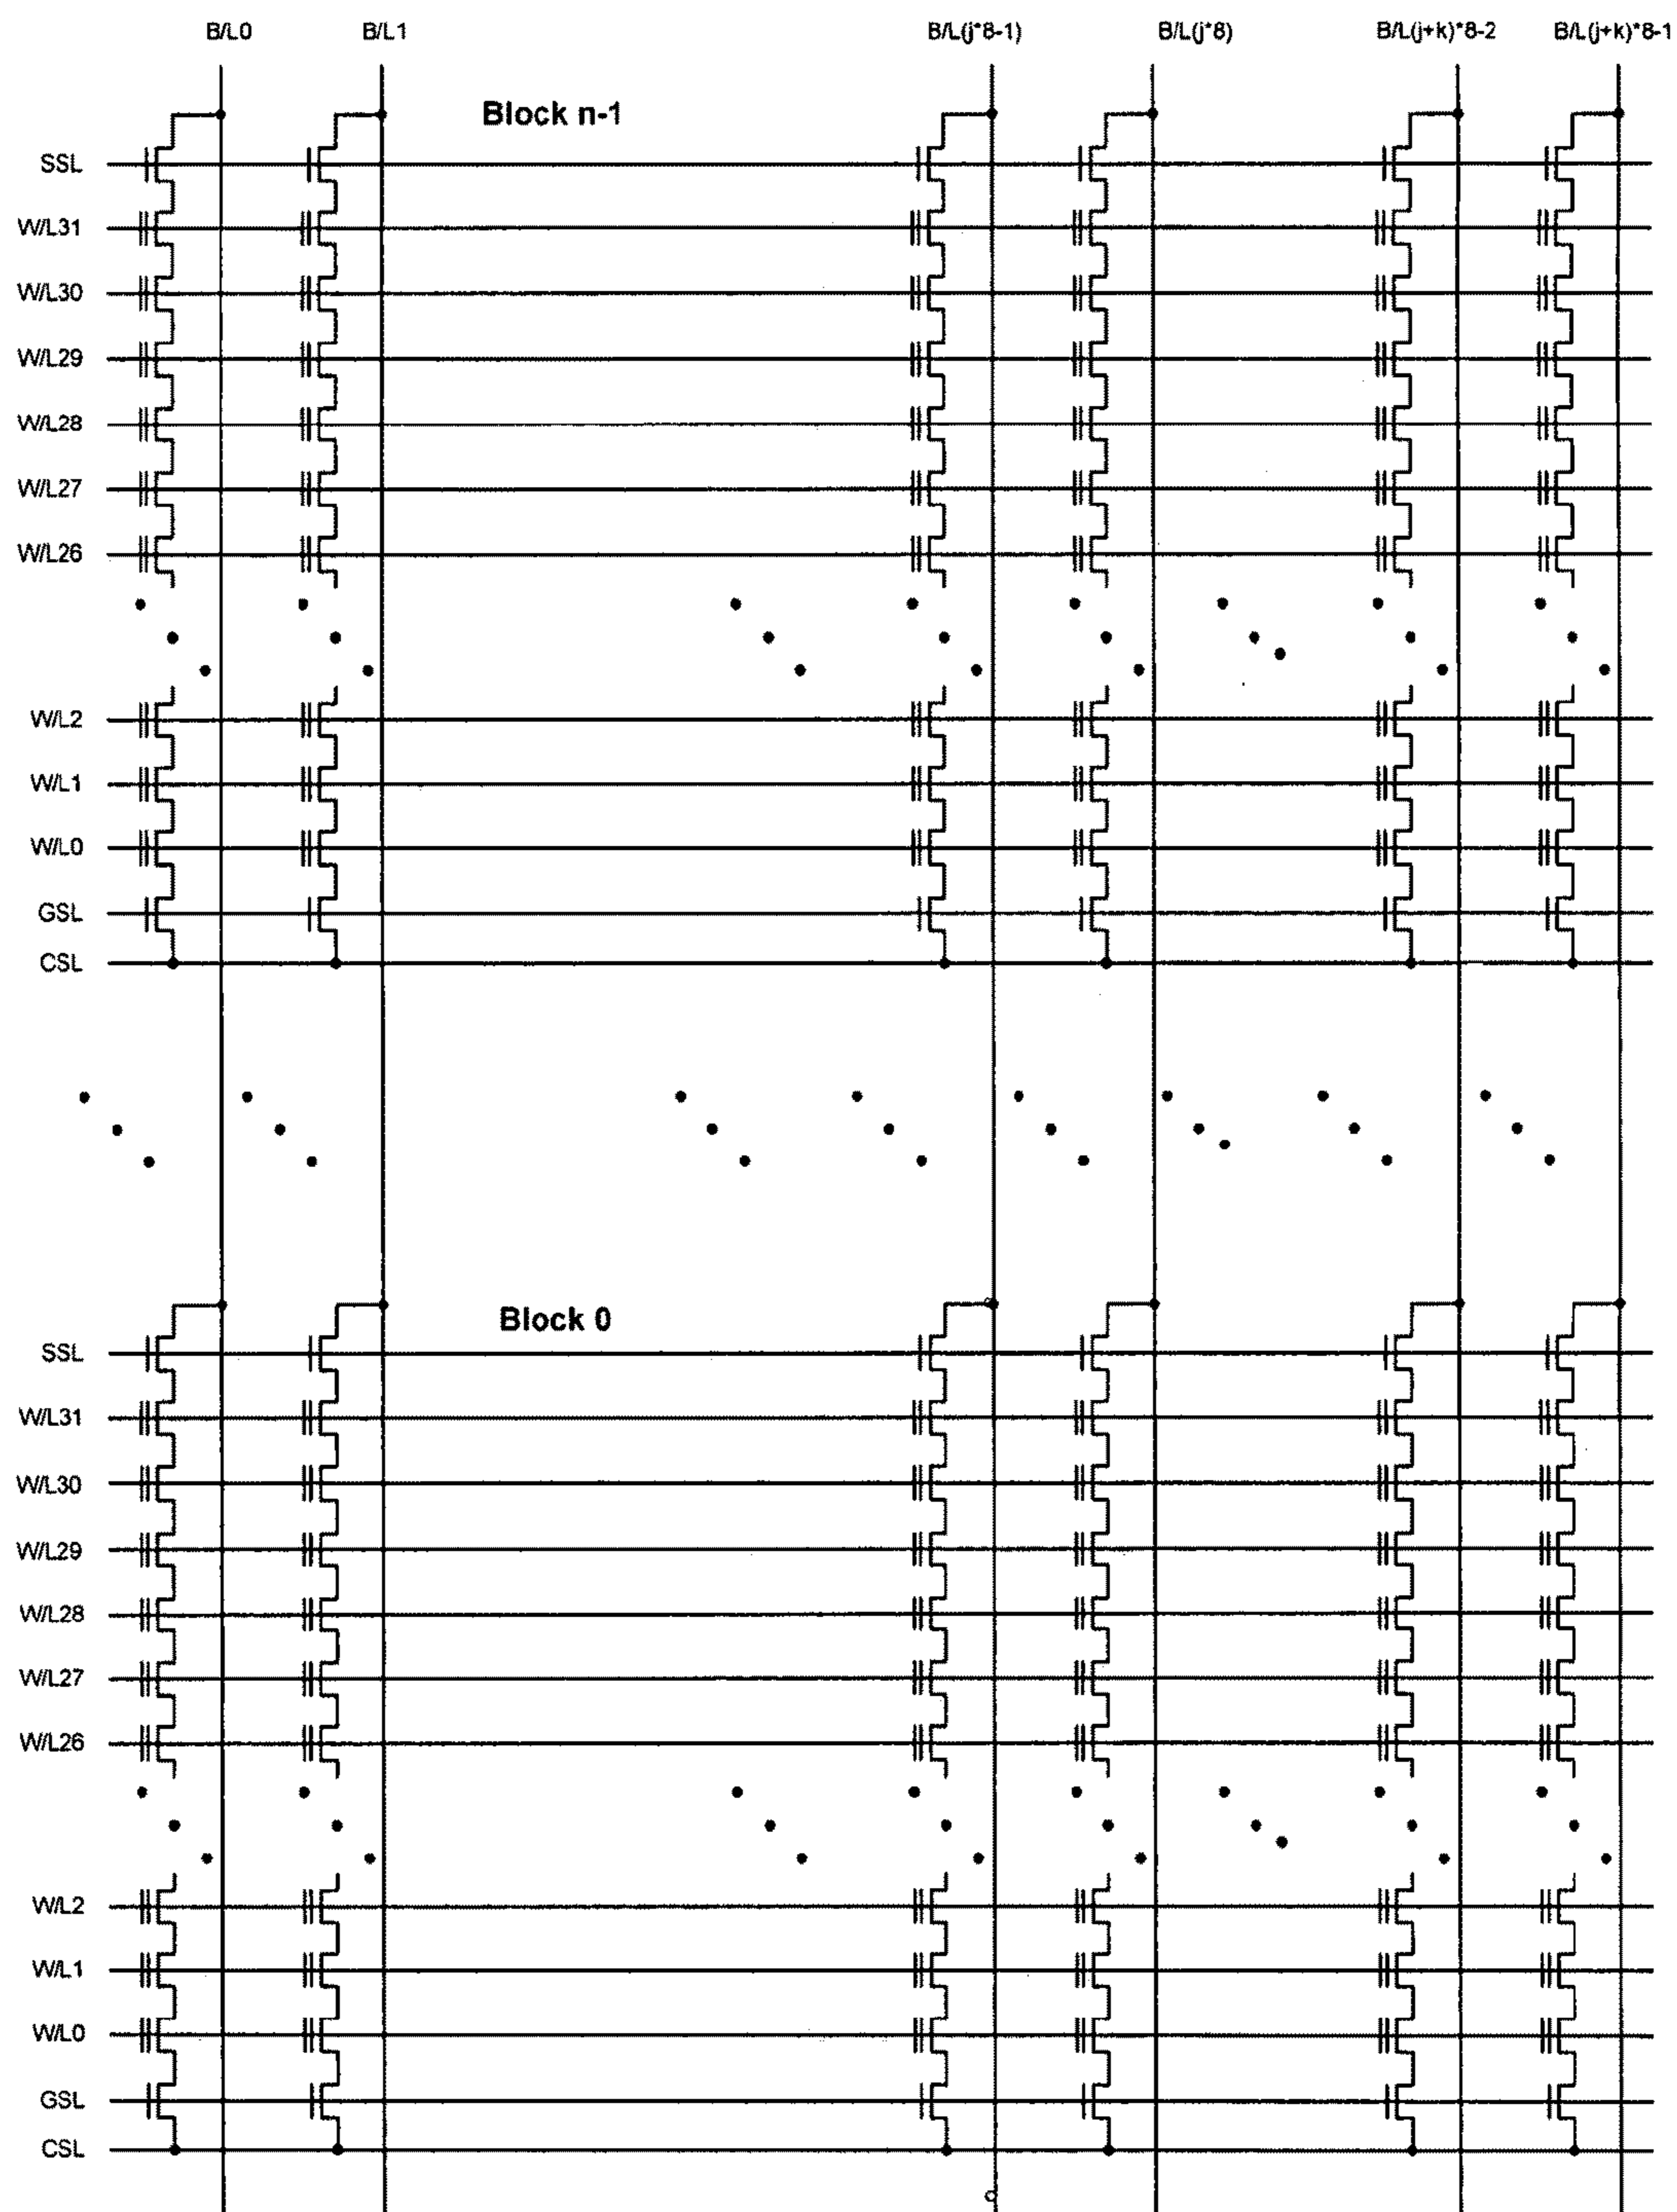 B/L0 B/L1 B/L(j*8-1) B/L(j*8) B/L(j+k)*8-2 B/L(j+k)*8-1
Block n-1
SSL
W/L31
W/L30
W/L29
W/L28
W/L27
W/L26
W/L2
W/L1
W/L0
GSL
CSL
Block 0
SSL
W/L31
W/L30
W/L29
W/L28
W/L27
W/L26
W/L2
W/L1
W/L0
GSL
CSL